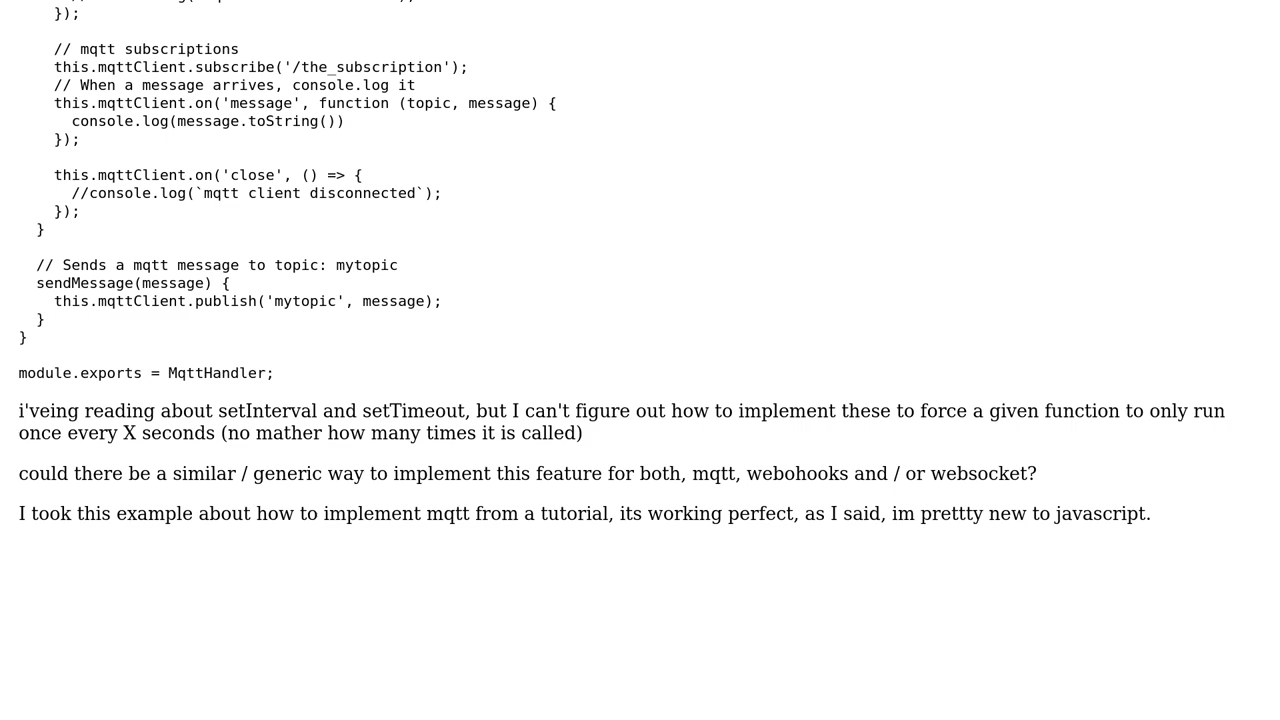 });
// mqtt subscriptions
this.mqttClient.subscribe('/the_subscription');
// When a message arrives, console.log it
this.mqttClient.on('message', function (topic, message) {
console.log(message.toString())
});
this.mqttClient.on('close', () => {
//console.log(`mqtt client disconnected`);
});
}
// Sends a mqtt message to topic: mytopic
sendMessage(message) {
this.mqttClient.publish('mytopic', message);
}
}
module.exports = MqttHandler;
i'veing reading about setInterval and setTimeout, but I can't figure out how to implement these to force a given function to only run
once every X seconds (no mather how many times it is called)
could there be a similar / generic way to implement this feature for both, mqtt, webohooks and / or websocket?
I took this example about how to implement mqtt from a tutorial, its working perfect, as I said, im prettty new to javascript.